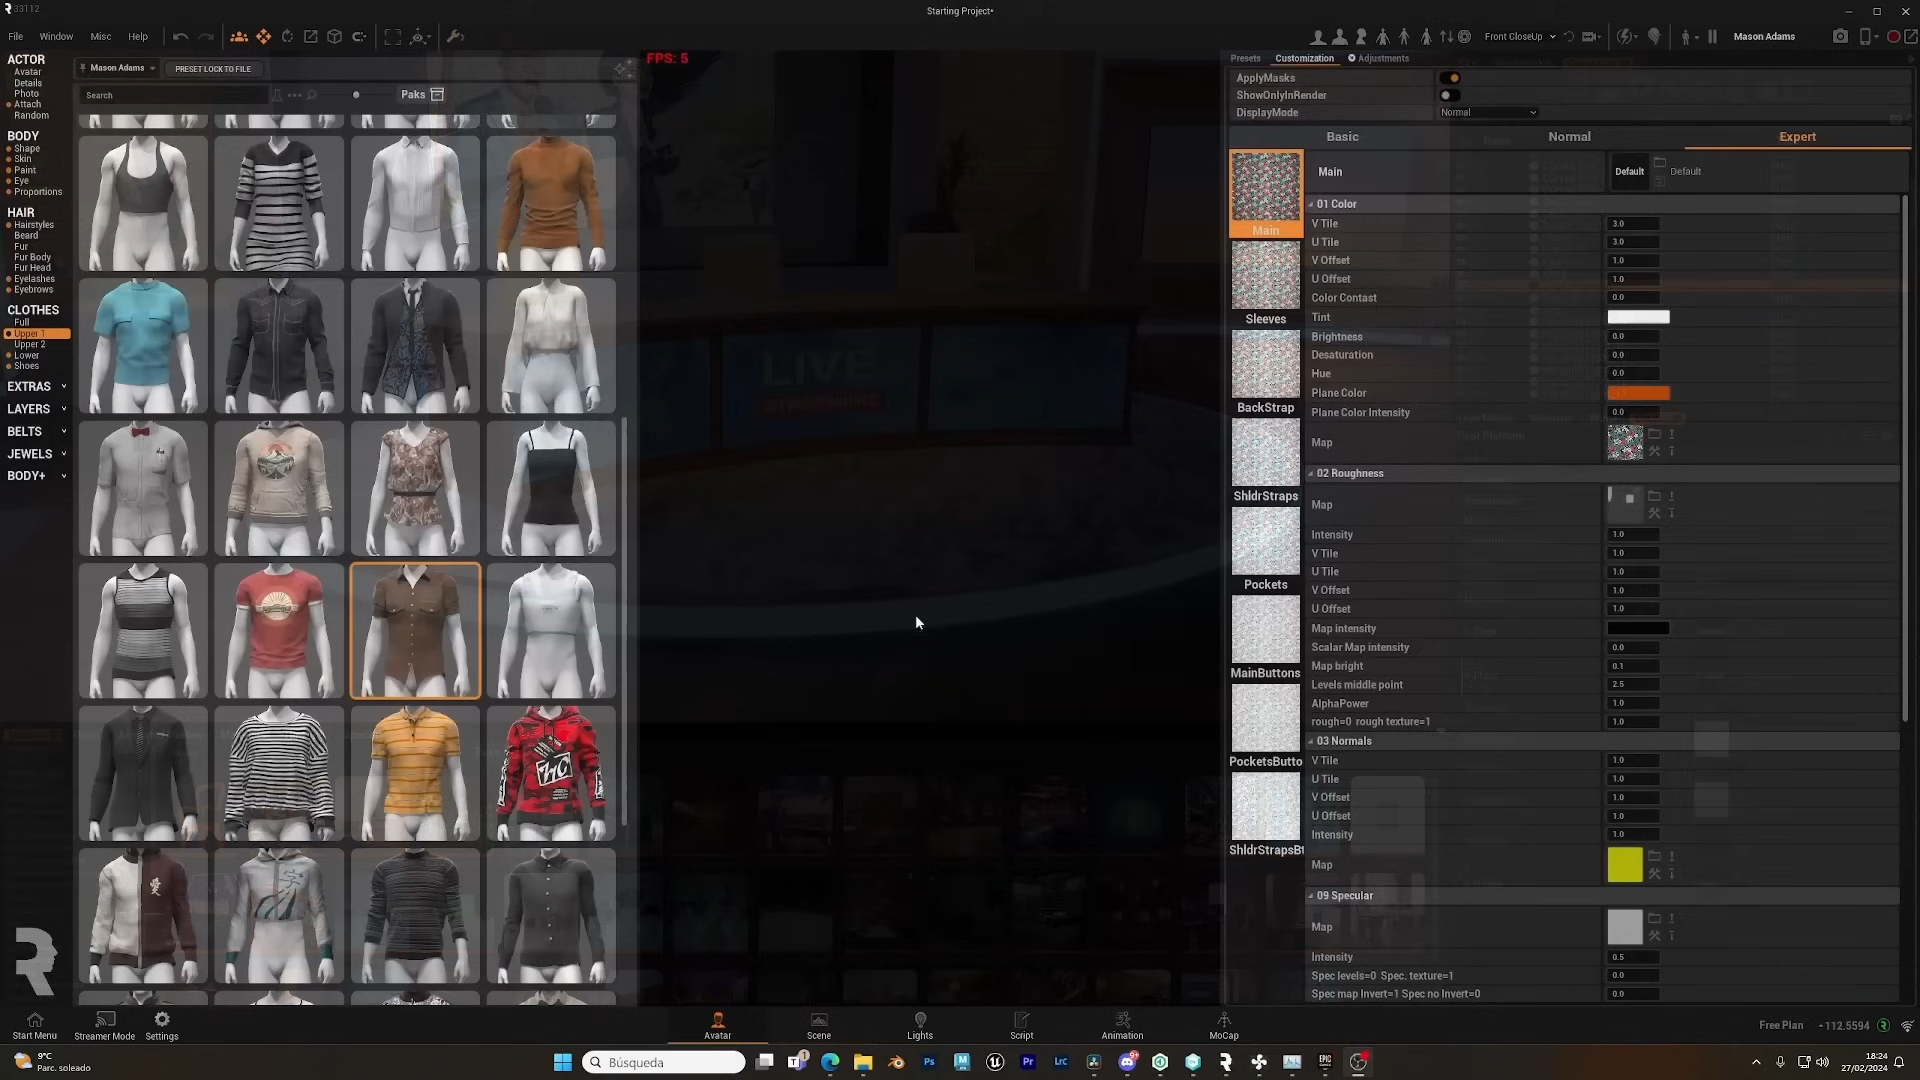 33112
Starting Project*
File Window Misc Help
Front CloseUp
Mason Adams
ACTOR
Avatar
Details
Photo
Attach
Random
BODY
Shape
Skin
Paint
Eye
Proportions
HAIR
Hairstyles
Beard
Fur
Fur Body
Fur Head
Eyelashes
Eyebrows
CLOTHES
Full
Upper 1
Upper 2
Lower
Shoes
EXTRAS
LAYERS
BELTS
JEWELS
BODY+
Mason Adams
PRESET LOCK TO FILE
Search
Paks
FPS: 5
LIVE
Presets Customization Adjustments
ApplyMasks
ShowOnlyInRender
DisplayMode Normal
Basic Normal Expert
Main
Sleeves
BackStrap
ShldrStraps
Pockets
MainButtons
PocketsButto
ShldrStrapsBt
Main Default Default
01 Color
V Tile 3.0
U Tile 3.0
V Offset 1.0
U Offset 1.0
Color Contast 0.0
Tint
Brightness 0.0
Desaturation 0.0
Hue 0.0
Plane Color
Plane Color Intensity 0.0
Map
02 Roughness
Map
Intensity 1.0
V Tile 1.0
U Tile 1.0
V Offset 1.0
U Offset 1.0
Map intensity
Scalar Map intensity 0.0
Map bright 0.1
Levels middle point 2.5
AlphaPower 1.0
rough=0 rough texture=1 1.0
03 Normals
V Tile 1.0
U Tile 1.0
V Offset 1.0
U Offset 1.0
Intensity 1.0
Map
09 Specular
Map
Intensity 0.5
Spec levels=0 Spec. texture=1 0.0
Spec map Invert=1 Spec no Invert=0 0.0
Start Menu
Streamer Mode
Settings
Avatar
Scene
Lights
Script
Animation
MoCap
Free Plan
112.5594
9°C
Parc. soleado
Búsqueda
18:24
27/02/2024